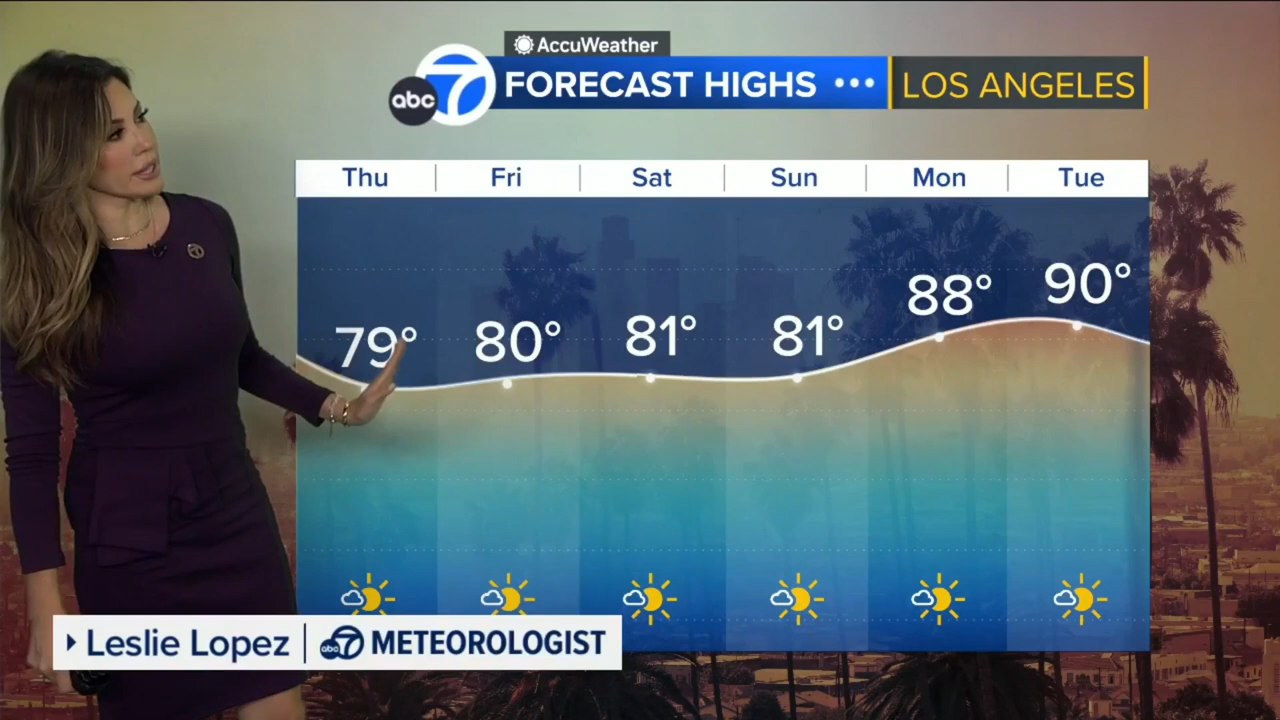 AccuWeather
abc 7 FORECAST HIGHS ••• LOS ANGELES
Thu Fri Sat Sun Mon Tue
79° 80° 81° 81° 88° 90°
Leslie Lopez abc 7 METEOROLOGIST